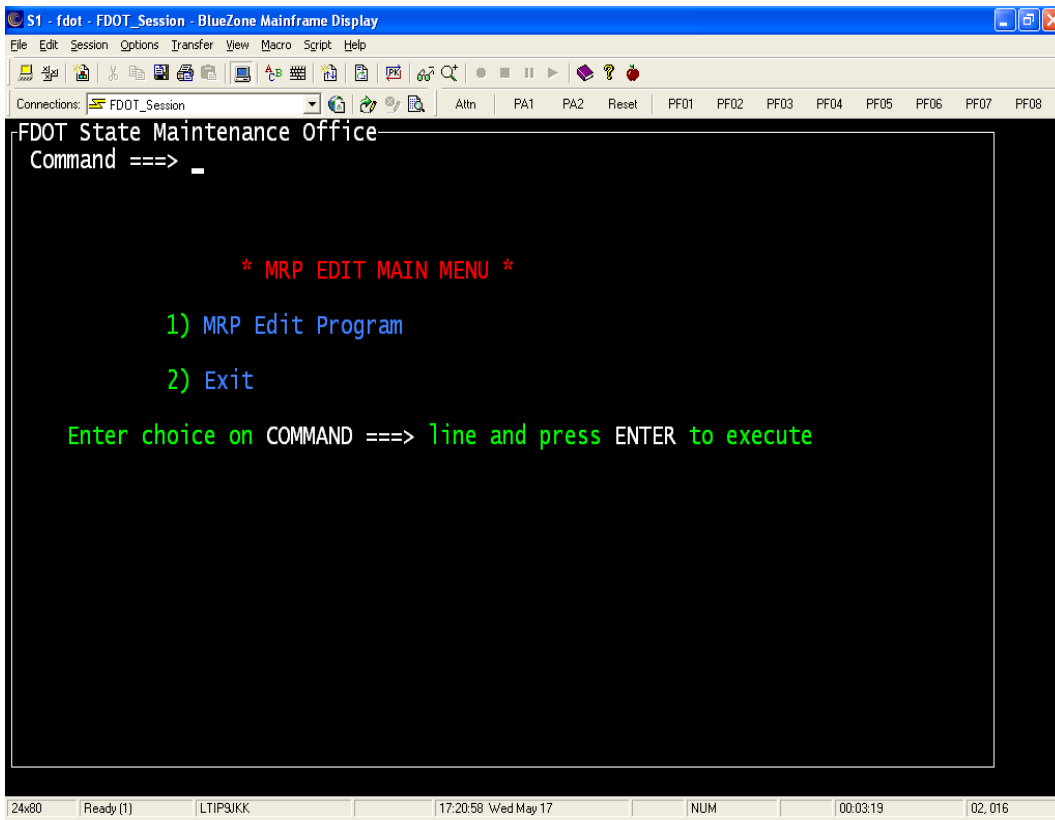 S1 - fdot - FDOT_Session - BlueZone Mainframe Display
File Edit Session Options Transfer View Macro Script Help
Connections: FDOT_Session Attn PA1 PA2 Reset PF01 PF02 PF03 PF04 PF05 PF06 PF07 PF08
FDOT State Maintenance Office
Command ===> _
* MRP EDIT MAIN MENU *
1) MRP Edit Program
2) Exit
Enter choice on COMMAND ===> line and press ENTER to execute
24x80 Ready (1) LTIP9JKK 17:20:58 Wed May 17 NUM 00:03:19 02, 016